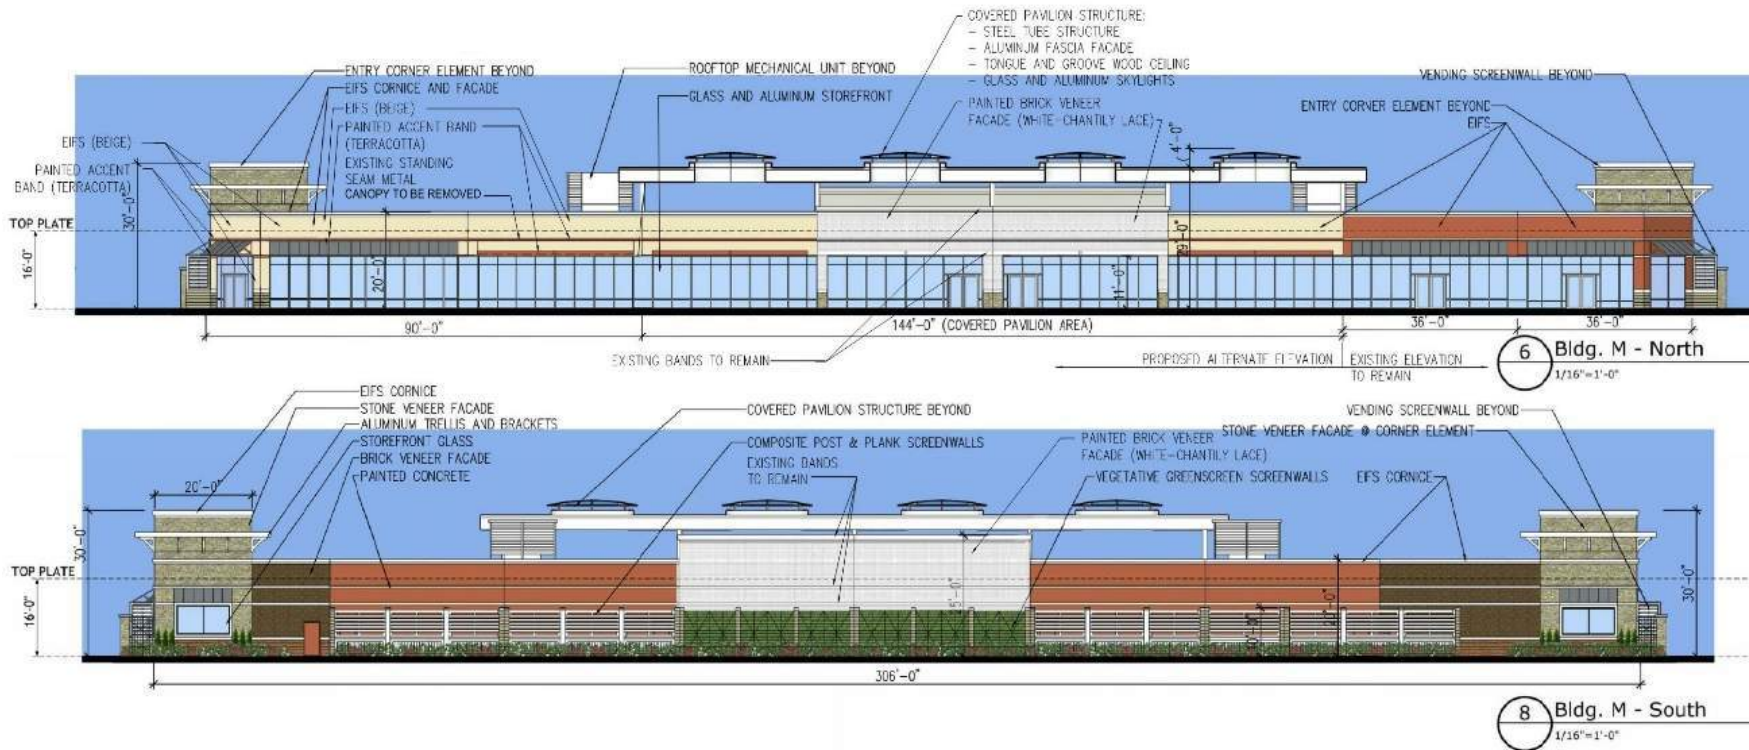 COVERED PAVILION STRUCTURE:
- STEEL TUBE STRUCTURE
- ALUMINUM FASCIA FACADE
- TONGUE AND GROOVE WOOD CEILING
- GLASS AND ALUMINUM SKYLIGHTS
ENTRY CORNER ELEMENT BEYOND
EIFS CORNICE AND FACADE
EIFS (BEIGE)
PAINTED ACCENT BAND
(TERRACOTTA)
EXISTING STANDING
SEAM METAL
CANOPY TO BE REMOVED
ROOFTOP MECHANICAL UNIT BEYOND
GLASS AND ALUMINUM STOREFRONT
PAINTED BRICK VENEER
FACADE (WHITE-CHANTILY LACE)
VENDING SCREENWALL BEYOND
ENTRY CORNER ELEMENT BEYOND
EIFS
EIFS (BEIGE)
PAINTED ACCENT
BAND (TERRACOTTA)
TOP PLATE
16'-0"
30'-0"
20'-0"
4'-0"
29'-0"
11'-0"
90'-0"
144'-0" (COVERED PAVILION AREA)
36'-0"
36'-0"
EXISTING BANDS TO REMAIN
PROPOSED ALTERNATE ELEVATION
EXISTING ELEVATION
TO REMAIN
6
Bldg. M - North
1/16"=1'-0"
EIFS CORNICE
STONE VENEER FACADE
ALUMINUM TRELLIS AND BRACKETS
STOREFRONT GLASS
BRICK VENEER FACADE
PAINTED CONCRETE
COVERED PAVILION STRUCTURE BEYOND
COMPOSITE POST & PLANK SCREENWALLS
EXISTING BANDS
TO REMAIN
PAINTED BRICK VENEER
FACADE (WHITE-CHANTILY LACE)
VEGETATIVE GREENSCREEN SCREENWALLS
VENDING SCREENWALL BEYOND
STONE VENEER FACADE @ CORNER ELEMENT
EIFS CORNICE
20'-0"
30'-0"
TOP PLATE
16'-0"
10'-0"
30'-0"
306'-0"
8
Bldg. M - South
1/16"=1'-0"